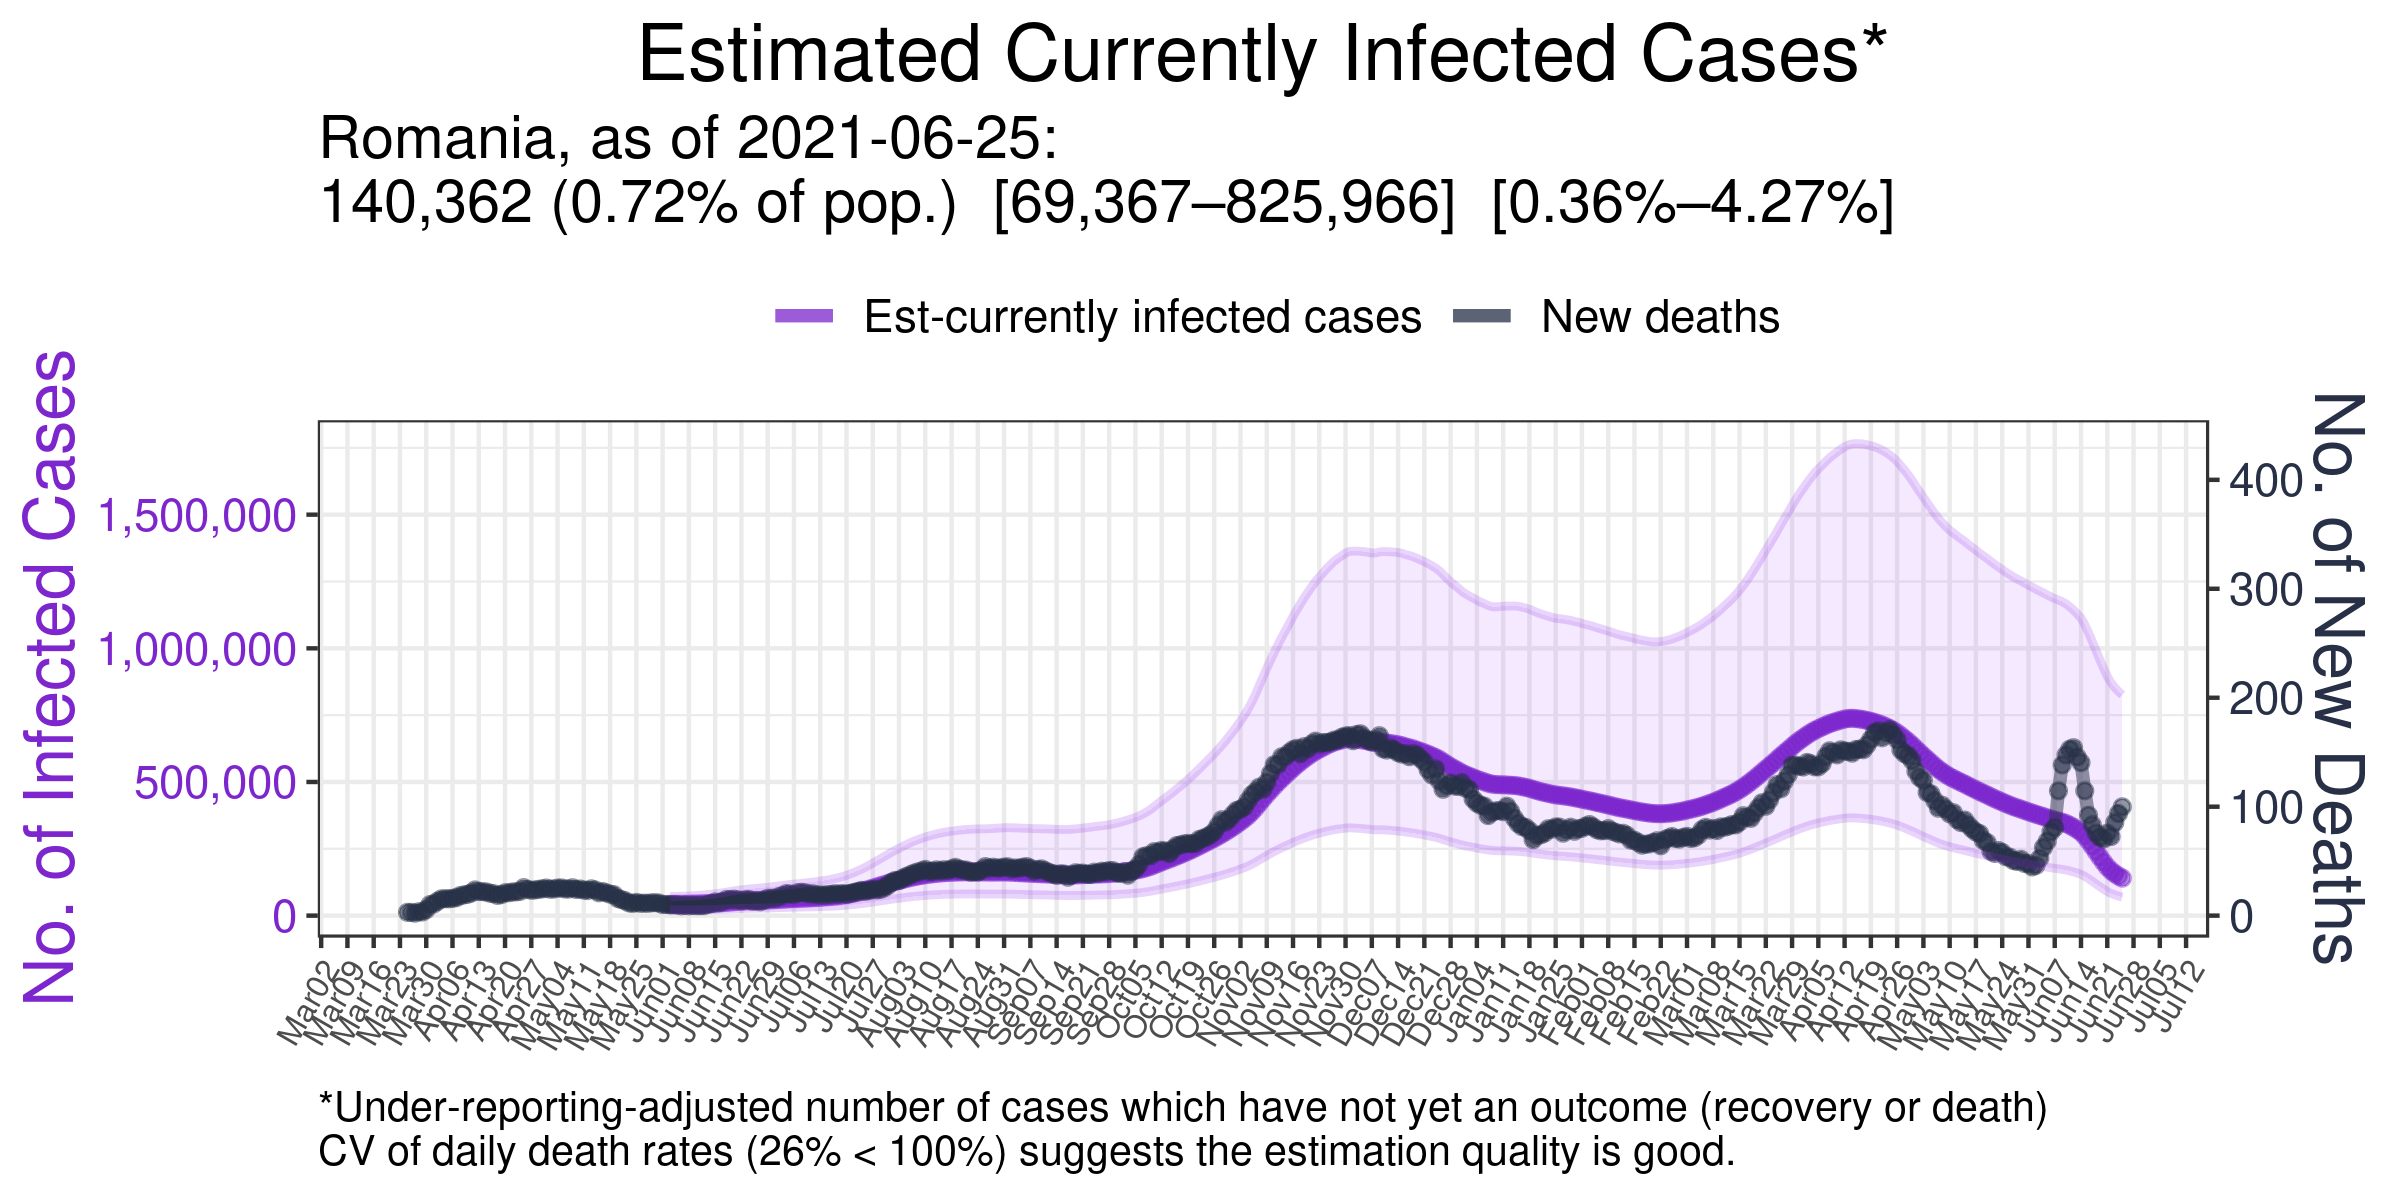 Estimated Currently Infected Cases*
Romania, as of 2021-06-25:
140,362 (0.72% of pop.) [69,367–825,966] [0.36%–4.27%]
Est-currently infected cases
New deaths
No. of Infected Cases
1,500,000
1,000,000
500,000
0
No. of New Deaths
400
300
200
100
0
Mar02
Mar09
Mar16
Mar23
Mar30
Apr06
Apr13
Apr20
Apr27
May04
May11
May18
May25
Jun01
Jun08
Jun15
Jun22
Jun29
Jul06
Jul13
Jul20
Jul27
Aug03
Aug10
Aug17
Aug24
Aug31
Sep07
Sep14
Sep21
Sep28
Oct05
Oct12
Oct19
Oct26
Nov02
Nov09
Nov16
Nov23
Nov30
Dec07
Dec14
Dec21
Dec28
Jan04
Jan11
Jan18
Jan25
Feb01
Feb08
Feb15
Feb22
Mar01
Mar08
Mar15
Mar22
Mar29
Apr05
Apr12
Apr19
Apr26
May03
May10
May17
May24
May31
Jun07
Jun14
Jun21
Jun28
Jul05
Jul12
*Under-reporting-adjusted number of cases which have not yet an outcome (recovery or death)
CV of daily death rates (26% < 100%) suggests the estimation quality is good.